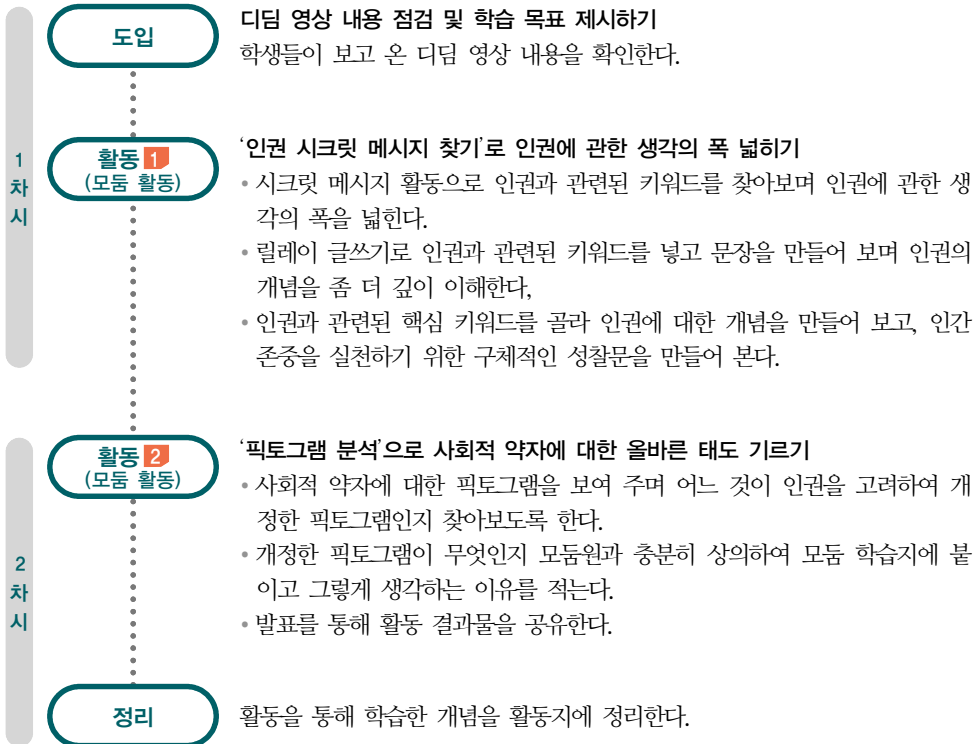 도입
디딤 영상 내용 점검 및 학습 목표 제시하기
학생들이 보고 온 디딤 영상 내용을 확인한다.
1
차
시
활동 1
(모둠 활동)
‘인권 시크릿 메시지 찾기’로 인권에 관한 생각의 폭 넓히기
• 시크릿 메시지 활동으로 인권과 관련된 키워드를 찾아보며 인권에 관한 생
각의 폭을 넓힌다.
• 릴레이 글쓰기로 인권과 관련된 키워드를 넣고 문장을 만들어 보며 인권의
개념을 좀 더 깊이 이해한다,
• 인권과 관련된 핵심 키워드를 골라 인권에 대한 개념을 만들어 보고, 인간
존중을 실천하기 위한 구체적인 성찰문을 만들어 본다.
2
차
시
활동 2
(모둠 활동)
‘픽토그램 분석’으로 사회적 약자에 대한 올바른 태도 기르기
• 사회적 약자에 대한 픽토그램을 보여 주며 어느 것이 인권을 고려하여 개
정한 픽토그램인지 찾아보도록 한다.
• 개정한 픽토그램이 무엇인지 모둠원과 충분히 상의하여 모둠 학습지에 붙
이고 그렇게 생각하는 이유를 적는다.
• 발표를 통해 활동 결과물을 공유한다.
정리
활동을 통해 학습한 개념을 활동지에 정리한다.